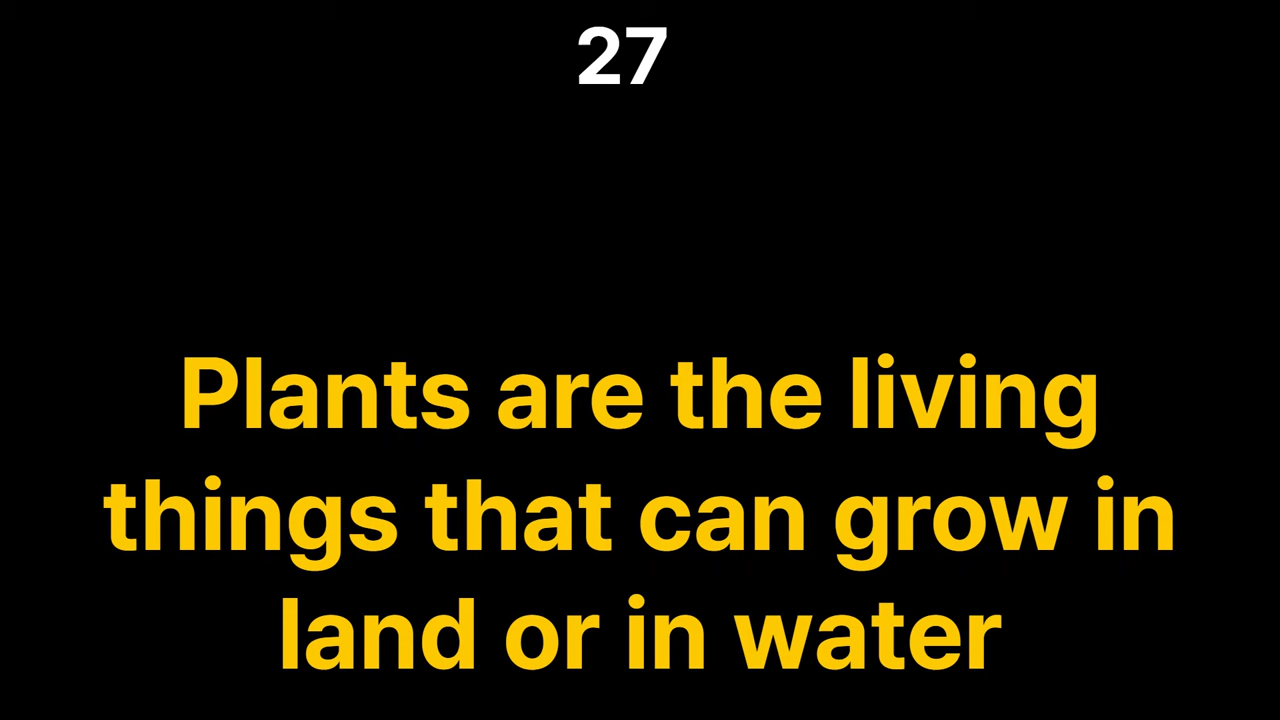 27
Plants are the living
things that can grow in
land or in water